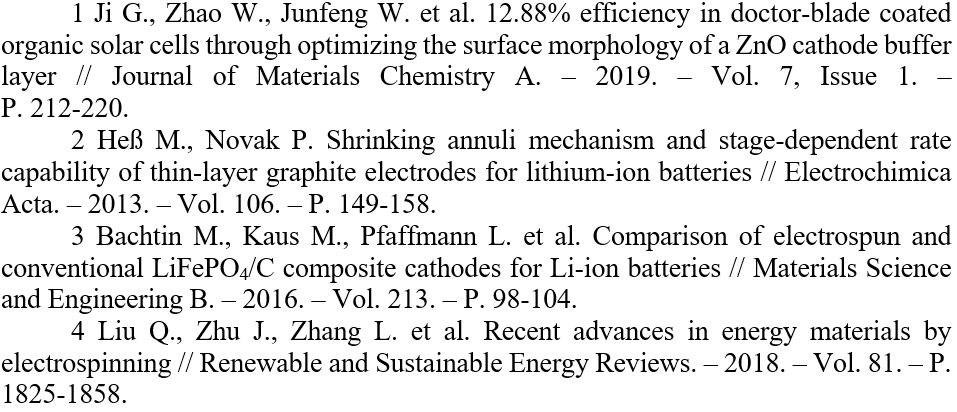 1 Ji G., Zhao W., Junfeng W. et al. 12.88% efficiency in doctor-blade coated
organic solar cells through optimizing the surface morphology of a ZnO cathode buffer
layer // Journal of Materials Chemistry A. – 2019. – Vol. 7, Issue 1. –
P. 212-220.
2 Heß M., Novak P. Shrinking annuli mechanism and stage-dependent rate
capability of thin-layer graphite electrodes for lithium-ion batteries // Electrochimica
Acta. – 2013. – Vol. 106. – P. 149-158.
3 Bachtin M., Kaus M., Pfaffmann L. et al. Comparison of electrospun and
conventional LiFePO₄/C composite cathodes for Li-ion batteries // Materials Science
and Engineering B. – 2016. – Vol. 213. – P. 98-104.
4 Liu Q., Zhu J., Zhang L. et al. Recent advances in energy materials by
electrospinning // Renewable and Sustainable Energy Reviews. – 2018. – Vol. 81. – P.
1825-1858.